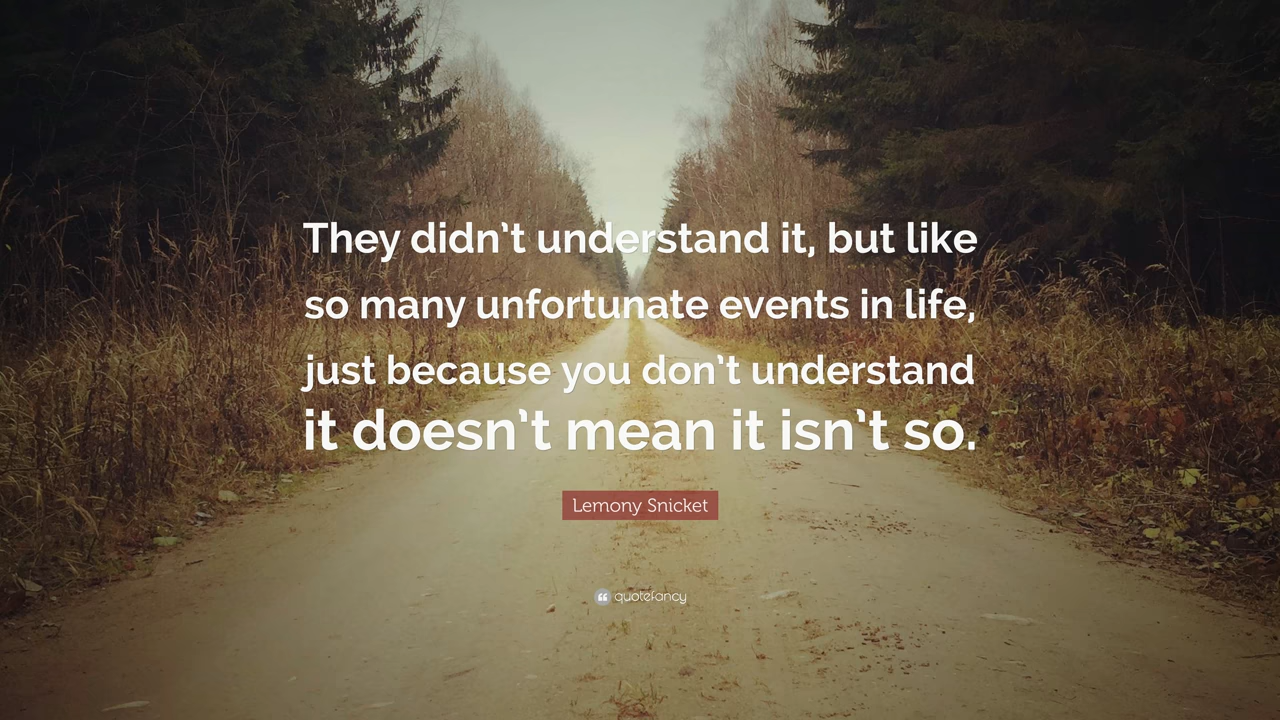 They didn’t understand it, but like
so many unfortunate events in life,
just because you don’t understand
it doesn’t mean it isn’t so.
Lemony Snicket
quotefancy